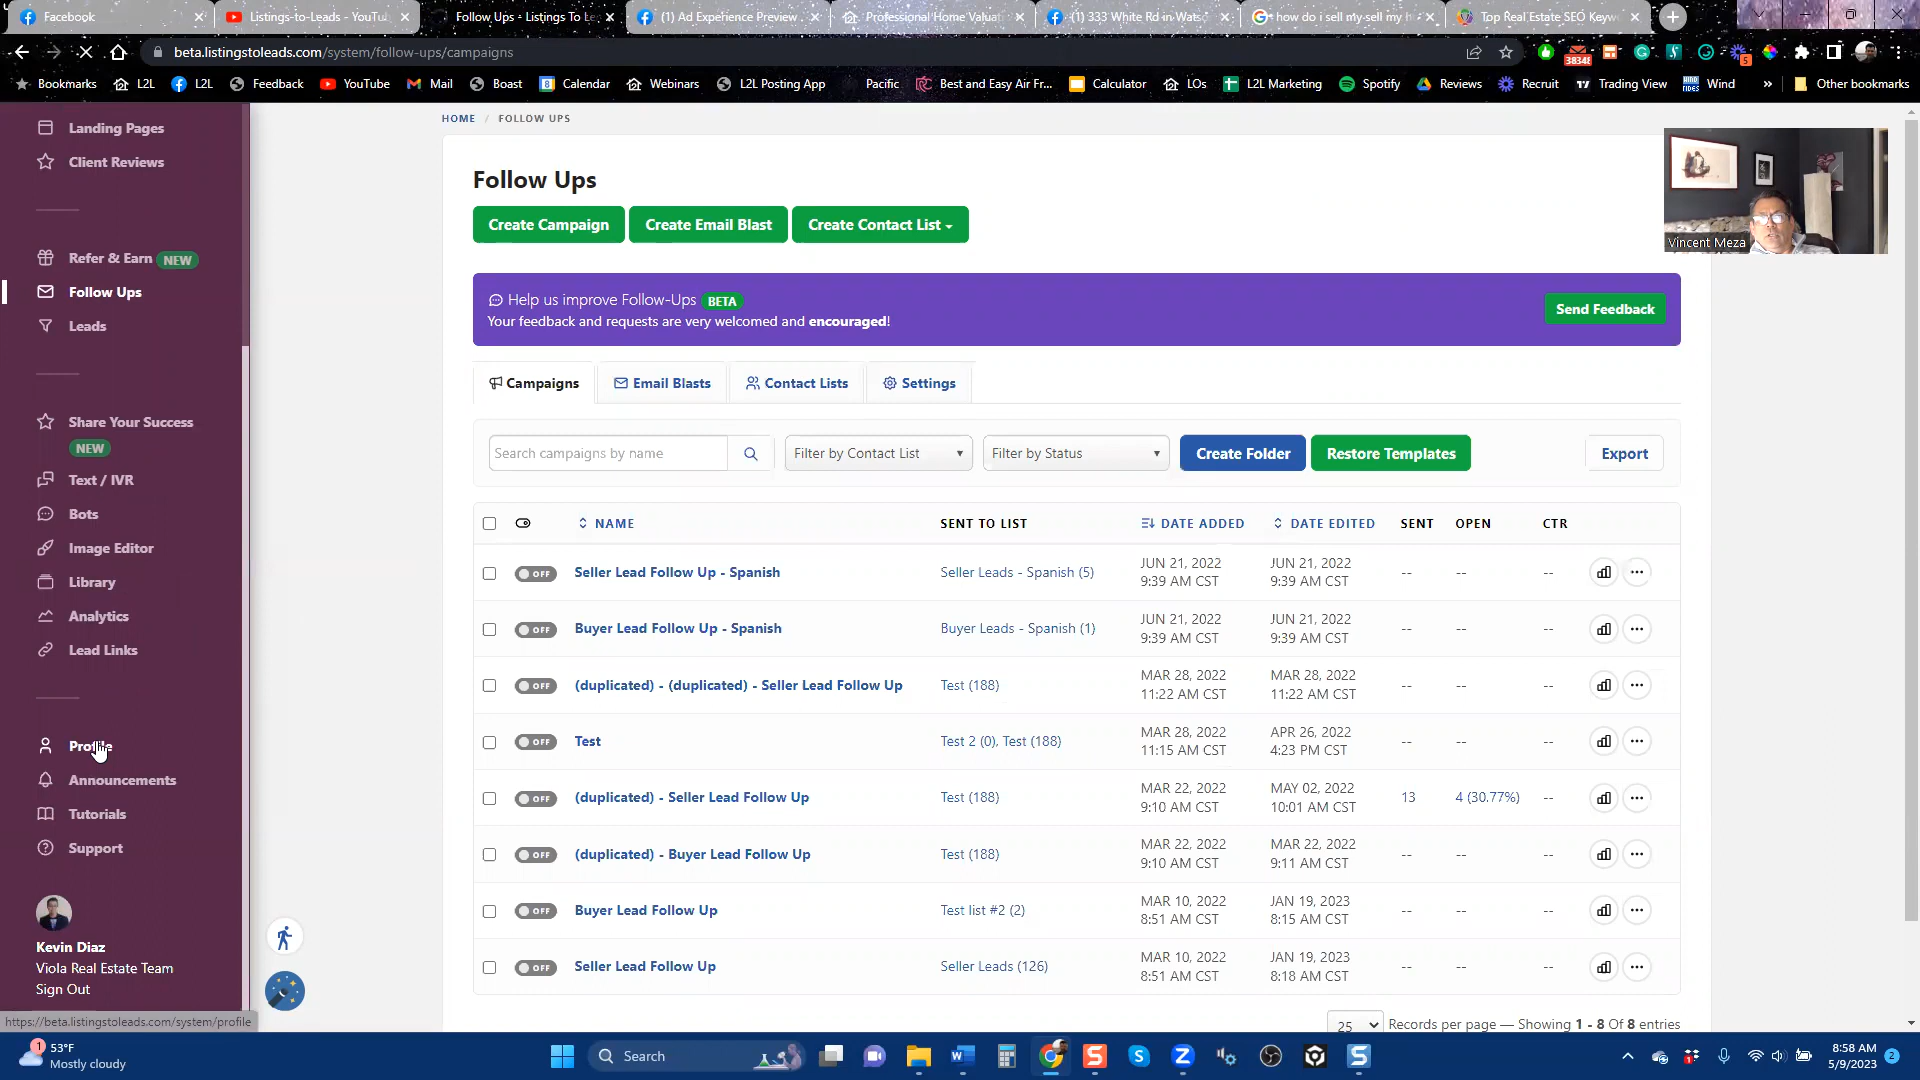 Facebook
Listings-to-Leads - YouTu
Follow Ups - Listings To Le
(1) Ad Experience Preview
Professional Home Valuat
(1) 333 White Rd in Watso
how do i sell my sell my h
Top Real Estate SEO Keyw
beta.listingstoleads.com/system/follow-ups/campaigns
38348
5
Bookmarks
L2L
L2L
Feedback
YouTube
Mail
Boast
Calendar
Webinars
L2L Posting App
Pacific
Best and Easy Air Fr...
Calculator
LOs
L2L Marketing
Spotify
Reviews
Recruit
Trading View
Wind
»
Other bookmarks
Landing Pages
Client Reviews
Refer & Earn NEW
Follow Ups
Leads
Share Your Success
NEW
Text / IVR
Bots
Image Editor
Library
Analytics
Lead Links
Profile
Announcements
Tutorials
Support
Kevin Diaz
Viola Real Estate Team
Sign Out
https://beta.listingstoleads.com/system/profile
HOME / FOLLOW UPS
Follow Ups
Create Campaign
Create Email Blast
Create Contact List
Vincent Meza
Help us improve Follow-Ups BETA
Your feedback and requests are very welcomed and encouraged!
Send Feedback
Campaigns
Email Blasts
Contact Lists
Settings
Search campaigns by name
Filter by Contact List
Filter by Status
Create Folder
Restore Templates
Export
NAME SENT TO LIST DATE ADDED DATE EDITED SENT OPEN CTR
OFF Seller Lead Follow Up - Spanish Seller Leads - Spanish (5) JUN 21, 2022 JUN 21, 2022 -- -- --
9:39 AM CST 9:39 AM CST
OFF Buyer Lead Follow Up - Spanish Buyer Leads - Spanish (1) JUN 21, 2022 JUN 21, 2022 -- -- --
9:39 AM CST 9:39 AM CST
OFF (duplicated) - (duplicated) - Seller Lead Follow Up Test (188) MAR 28, 2022 MAR 28, 2022 -- -- --
11:22 AM CST 11:22 AM CST
OFF Test Test 2 (0), Test (188) MAR 28, 2022 APR 26, 2022 -- -- --
11:15 AM CST 4:23 PM CST
OFF (duplicated) - Seller Lead Follow Up Test (188) MAR 22, 2022 MAY 02, 2022 13 4 (30.77%) --
9:10 AM CST 10:01 AM CST
OFF (duplicated) - Buyer Lead Follow Up Test (188) MAR 22, 2022 MAR 22, 2022 -- -- --
9:10 AM CST 9:11 AM CST
OFF Buyer Lead Follow Up Test list #2 (2) MAR 10, 2022 JAN 19, 2023 -- -- --
8:51 AM CST 8:15 AM CST
OFF Seller Lead Follow Up Seller Leads (126) MAR 10, 2022 JAN 19, 2023 -- -- --
8:51 AM CST 8:18 AM CST
25 Records per page — Showing 1 - 8 Of 8 entries
1
53°F
Mostly cloudy
Search
8:58 AM
5/9/2023
2